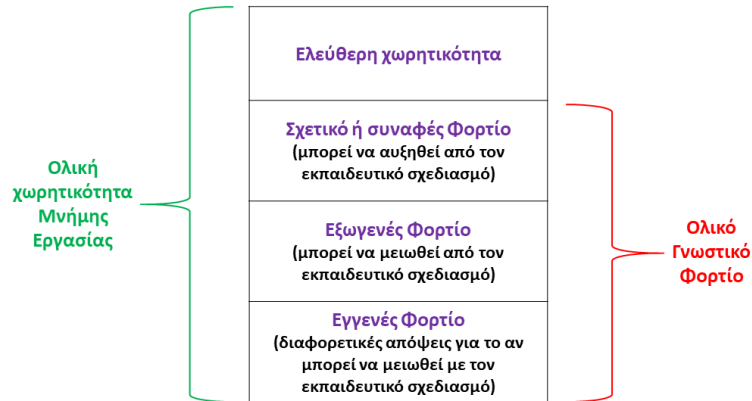 Ελεύθερη χωρητικότητα
Σχετικό ή συναφές Φορτίο
(μπορεί να αυξηθεί από τον
εκπαιδευτικό σχεδιασμό)
Ολική
χωρητικότητα
Μνήμης
Εργασίας
Εξωγενές Φορτίο
(μπορεί να μειωθεί από τον
εκπαιδευτικό σχεδιασμό)
Ολικό
Γνωστικό
Φορτίο
Εγγενές Φορτίο
(διαφορετικές απόψεις για το αν
μπορεί να μειωθεί με τον
εκπαιδευτικό σχεδιασμό)